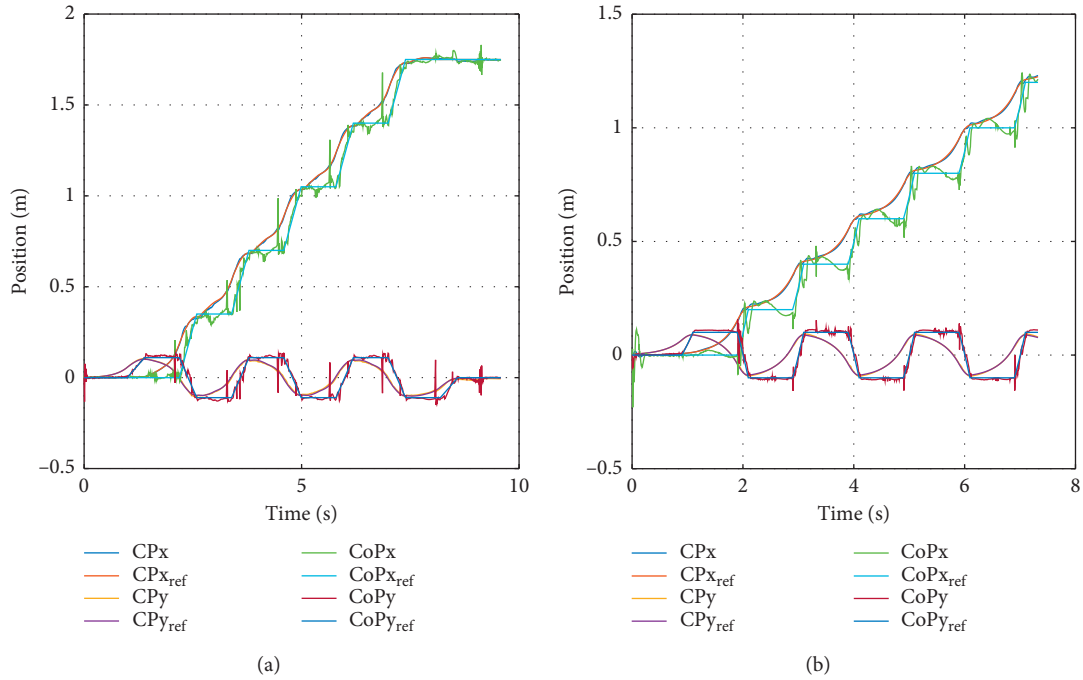 2
1.5
1
0.5
0
−0.5
Position (m)
0
5
10
Time (s)
CPx
CPx_ref
CPy
CPy_ref
CoPx
CoPx_ref
CoPy
CoPy_ref
(a)
1.5
1
0.5
0
−0.5
Position (m)
0
2
4
6
8
Time (s)
CPx
CPx_ref
CPy
CPy_ref
CoPx
CoPx_ref
CoPy
CoPy_ref
(b)